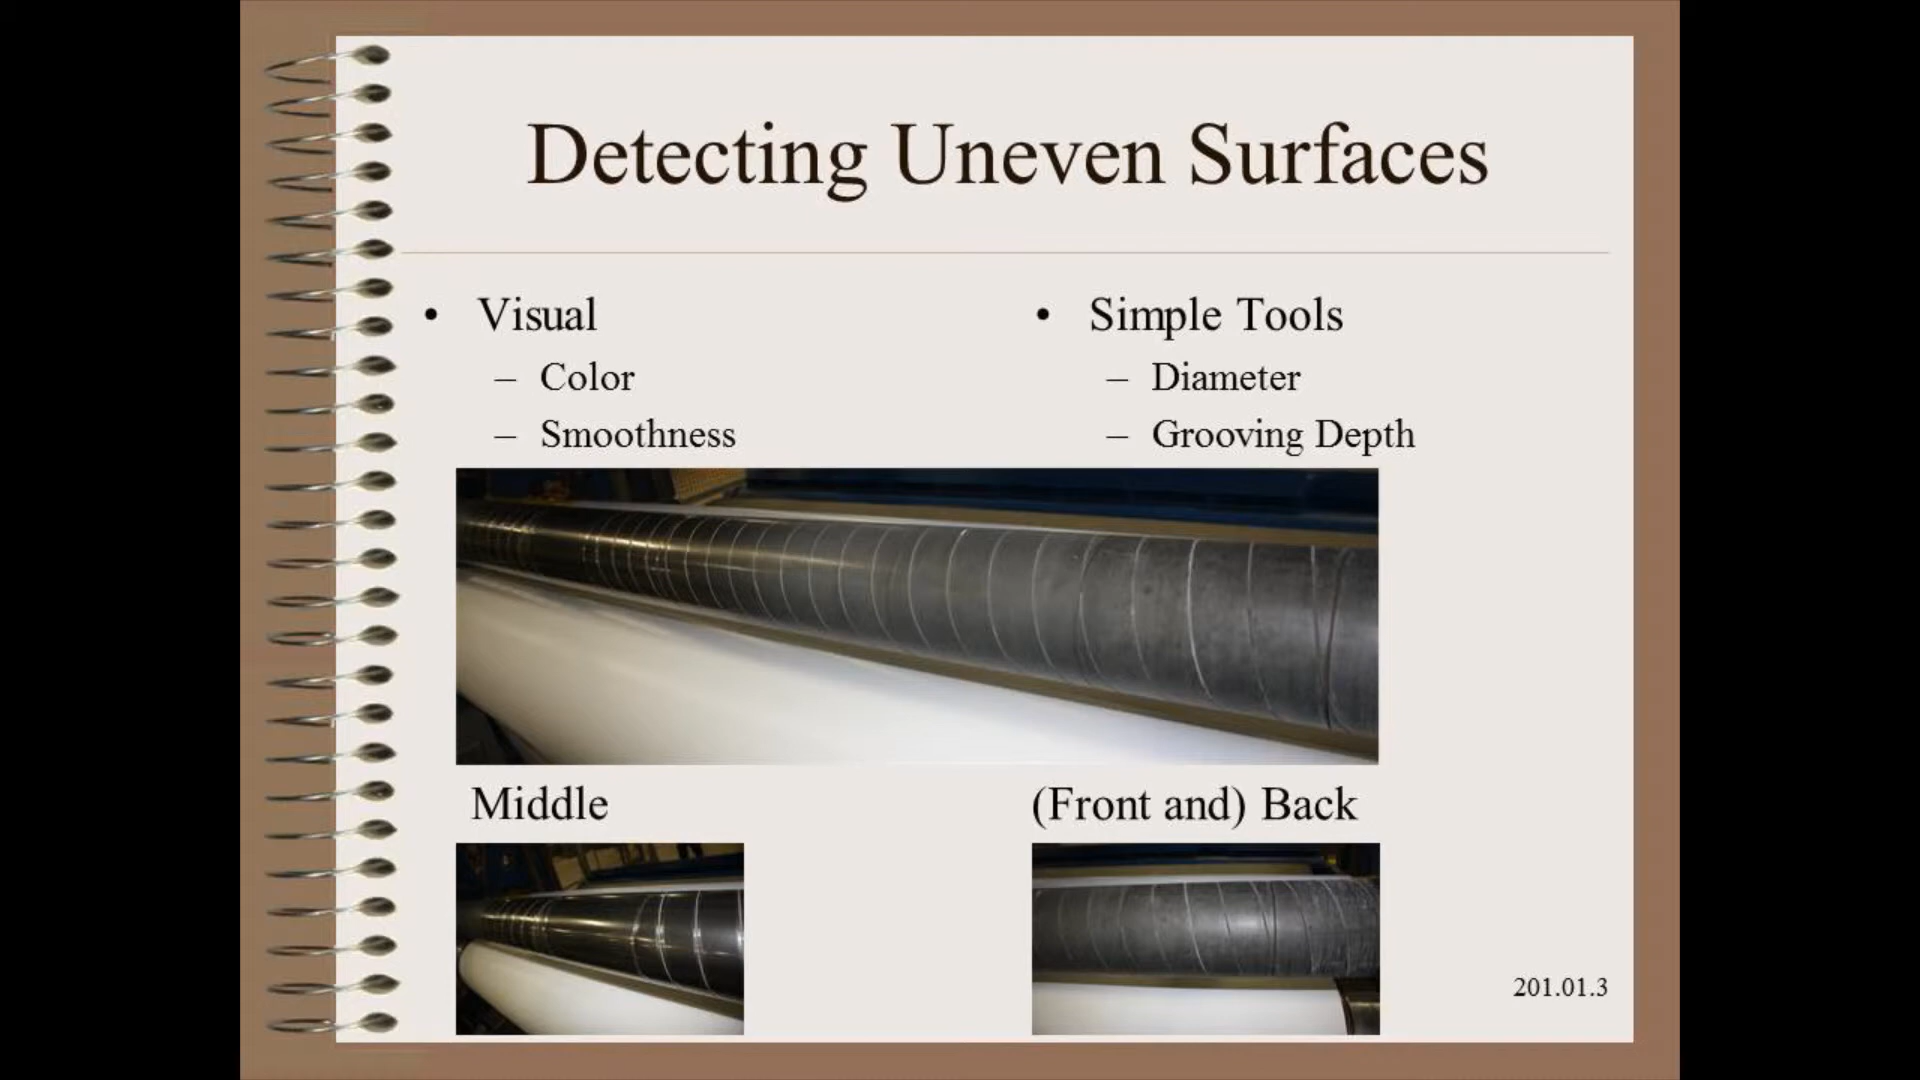 Detecting Uneven Surfaces
• Visual
– Color
– Smoothness
• Simple Tools
– Diameter
– Grooving Depth
Middle
(Front and) Back
201.01.3